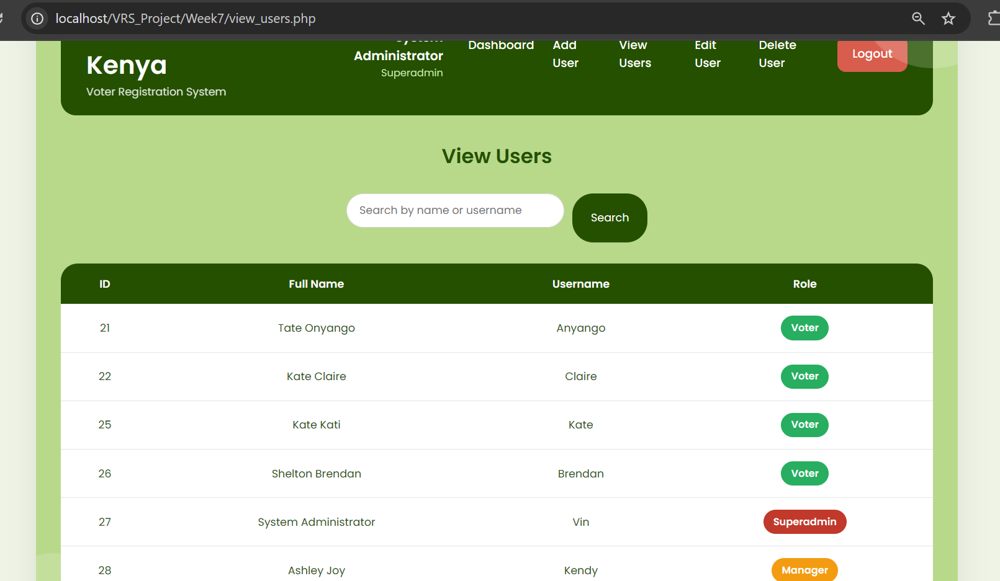 localhost/VRS_Project/Week7/view_users.php
Kenya
Voter Registration System
System
Administrator
Superadmin
Dashboard
Add
User
View
Users
Edit
User
Delete
User
Logout
View Users
Search by name or username
Search
ID Full Name Username Role
21 Tate Onyango Anyango Voter
22 Kate Claire Claire Voter
25 Kate Kati Kate Voter
26 Shelton Brendan Brendan Voter
27 System Administrator Vin Superadmin
28 Ashley Joy Kendy Manager